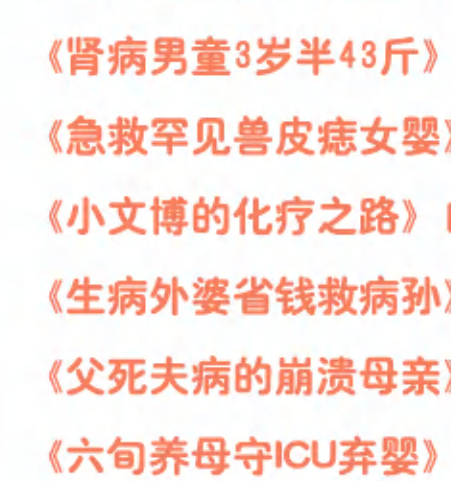 《肾病男童3岁半43斤》
《急救罕见兽皮痣女婴》
《小文博的化疗之路》
《生病外婆省钱救病孙》
《父死夫病的崩溃母亲》
《六旬养母守ICU弃婴》